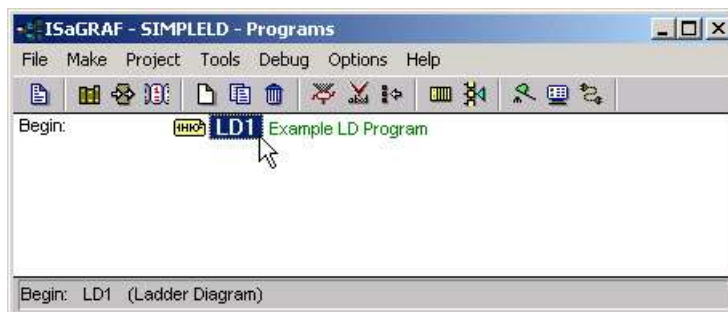 ISaGRAF - SIMPLELD - Programs
File Make Project Tools Debug Options Help
Begin: LD1 Example LD Program
Begin: LD1 (Ladder Diagram)